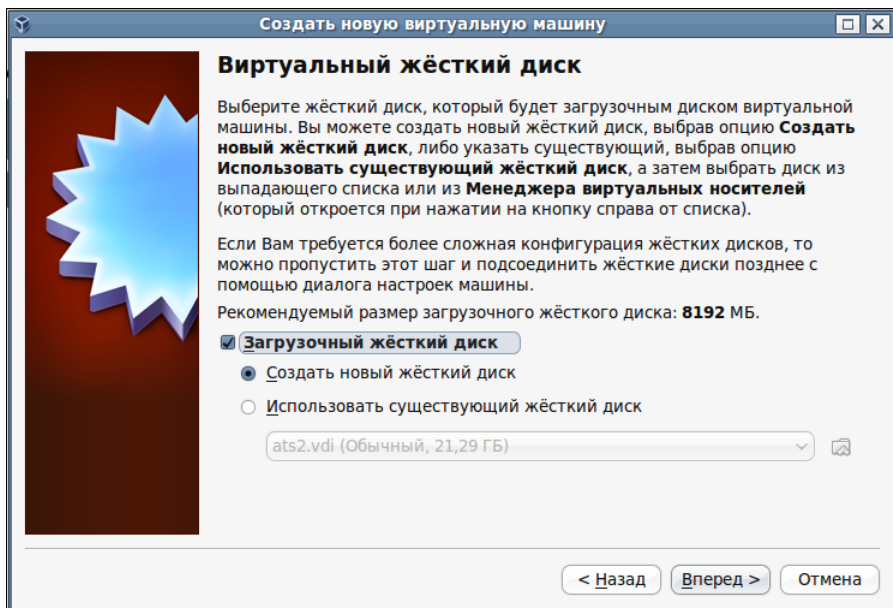 Создать новую виртуальную машину
Виртуальный жёсткий диск
Выберите жёсткий диск, который будет загрузочным диском виртуальной
машины. Вы можете создать новый жёсткий диск, выбрав опцию Создать
новый жёсткий диск, либо указать существующий, выбрав опцию
Использовать существующий жёсткий диск, а затем выбрать диск из
выпадающего списка или из Менеджера виртуальных носителей
(который откроется при нажатии на кнопку справа от списка).
Если Вам требуется более сложная конфигурация жёстких дисков, то
можно пропустить этот шаг и подсоединить жёсткие диски позднее с
помощью диалога настроек машины.
Рекомендуемый размер загрузочного жёсткого диска: 8192 МБ.
Загрузочный жёсткий диск
Создать новый жёсткий диск
Использовать существующий жёсткий диск
ats2.vdi (Обычный, 21,29 ГБ)
< Назад Вперед > Отмена